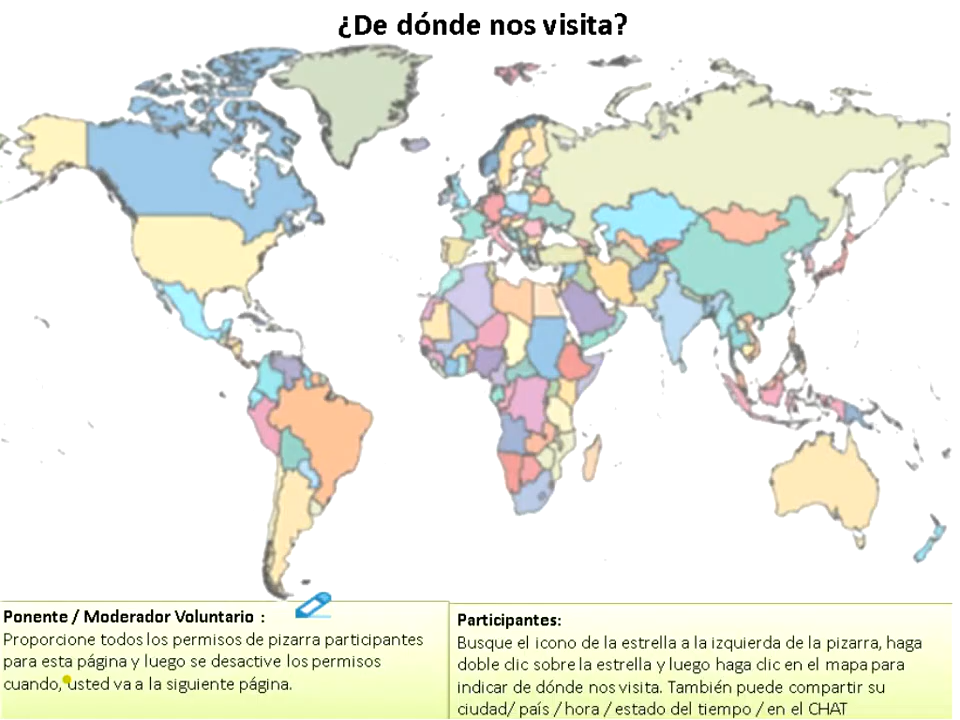 ¿De dónde nos visita?
Ponente / Moderador Voluntario :
Proporcione todos los permisos de pizarra participantes
para esta página y luego se desactive los permisos
cuando, usted va a la siguiente página.
Participantes:
Busque el icono de la estrella a la izquierda de la pizarra, haga
doble clic sobre la estrella y luego haga clic en el mapa para
indicar de dónde nos visita. También puede compartir su
ciudad/ país / hora / estado del tiempo / en el CHAT